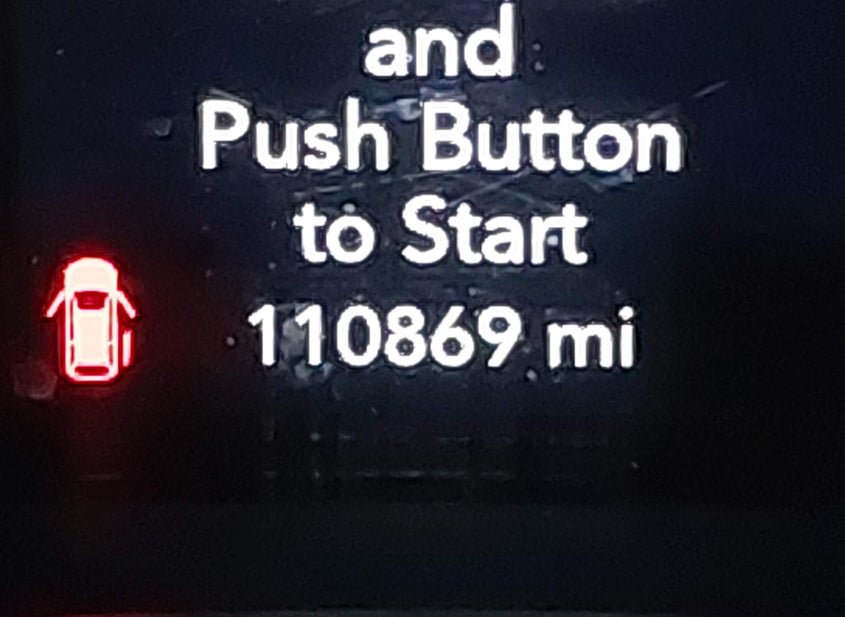 and
Push Button
to Start
110869 mi